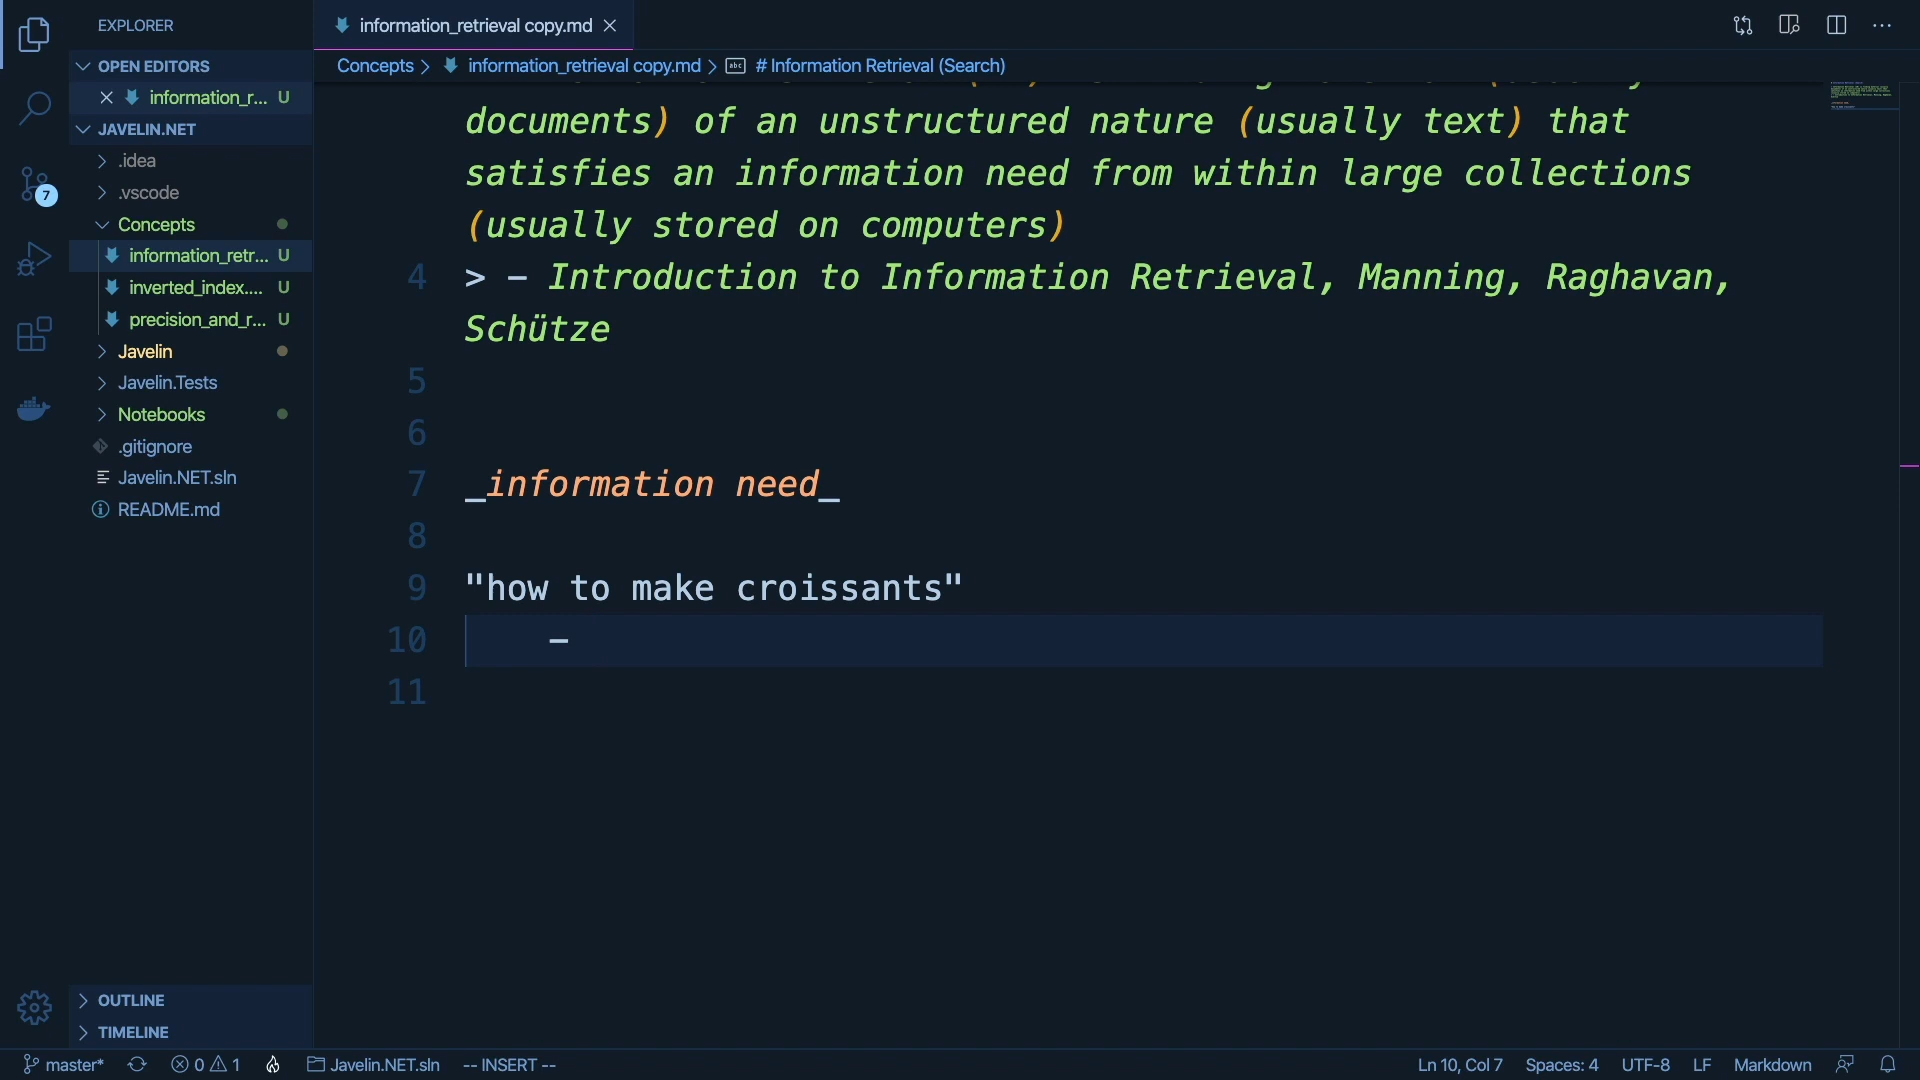 EXPLORER
information_retrieval copy.md
OPEN EDITORS
Concepts > information_retrieval copy.md > # Information Retrieval (Search)
information_r... U
JAVELIN.NET
.idea
.vscode
Concepts
information_retr... U
inverted_index.... U
precision_and_r... U
Javelin
Javelin.Tests
Notebooks
.gitignore
Javelin.NET.sln
README.md
7
documents) of an unstructured nature (usually text) that
satisfies an information need from within large collections
(usually stored on computers)
4 > - Introduction to Information Retrieval, Manning, Raghavan,
Schütze
5
6
7 _information need_
8
9 "how to make croissants"
10 -
11
OUTLINE
TIMELINE
master* 0 1 Javelin.NET.sln -- INSERT -- Ln 10, Col 7 Spaces: 4 UTF-8 LF Markdown